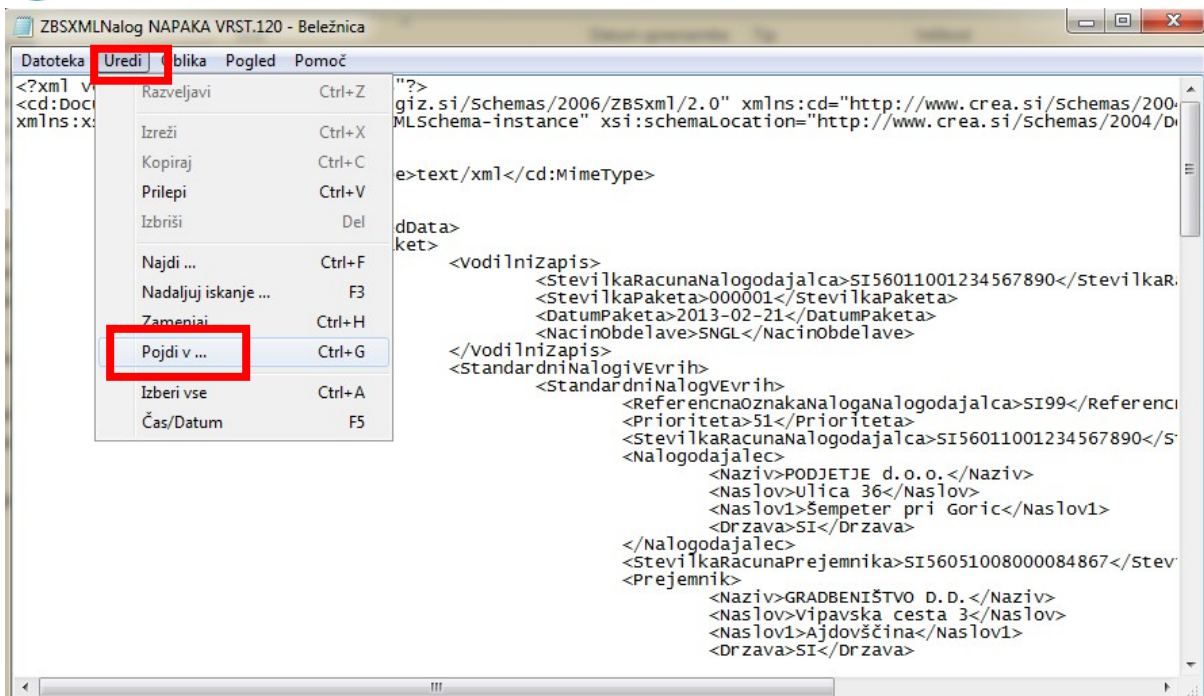 ZBSXMLNalog NAPAKA VRST.120 - Beležnica
Datoteka Uredi Oblika Pogled Pomoč
Razveljavi Ctrl+Z
Izreži Ctrl+X
Kopiraj Ctrl+C
Prilepi Ctrl+V
Izbriši Del
Najdi ... Ctrl+F
Nadaljuj iskanje ... F3
Zamenjaj Ctrl+H
Pojdi v ... Ctrl+G
Izberi vse Ctrl+A
Čas/Datum F5
<?xml v "?>
<cd:Docu giz.si/Schemas/2006/ZBSxml/2.0" xmlns:cd="http://www.crea.si/Schemas/200
xmlns:xs MLSchema-instance" xsi:schemaLocation="http://www.crea.si/Schemas/2004/D
e>text/xml</cd:MimeType>
dData>
ket>
<VodilniZapis>
<StevilkaRacunaNalogodajalca>SI56011001234567890</StevilkaR
<StevilkaPaketa>000001</StevilkaPaketa>
<DatumPaketa>2013-02-21</DatumPaketa>
<NacinObdelave>SNGL</NacinObdelave>
</VodilniZapis>
<StandardniNalogiVEvrih>
<StandardniNalogVEvrih>
<ReferencnaOznakaNalogaNalogodajalca>SI99</Referenc
<Prioriteta>51</Prioriteta>
<StevilkaRacunaNalogodajalca>SI56011001234567890</S
<Nalogodajalec>
<Naziv>PODJETJE d.o.o.</Naziv>
<Naslov>Ulica 36</Naslov>
<Naslov1>Šempeter pri Goric</Naslov1>
<Drzava>SI</Drzava>
</Nalogodajalec>
<StevilkaRacunaPrejemnika>SI56051008000084867</Stev
<Prejemnik>
<Naziv>GRADBENIŠTVO D.D.</Naziv>
<Naslov>Vipavska cesta 3</Naslov>
<Naslov1>Ajdovščina</Naslov1>
<Drzava>SI</Drzava>